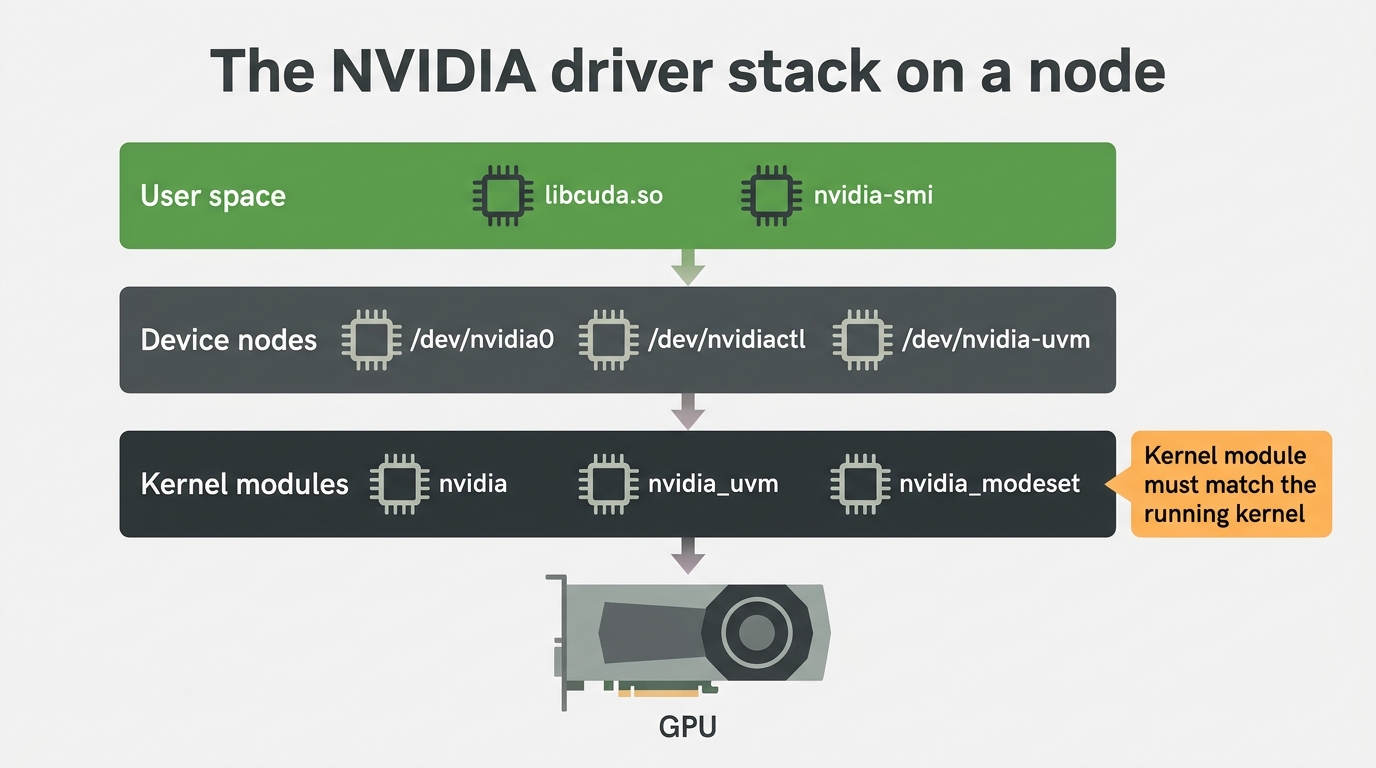 The NVIDIA driver stack on a node
User space
libcuda.so
nvidia-smi
Device nodes
/dev/nvidia0
/dev/nvidiactl
/dev/nvidia-uvm
Kernel modules
nvidia
nvidia_uvm
nvidia_modeset
Kernel module
must match the
running kernel
GPU